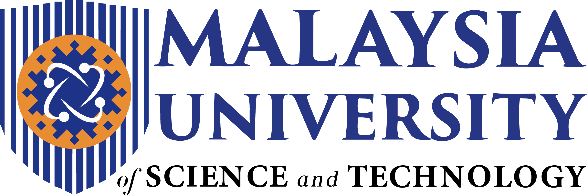 MALAYSIA
UNIVERSITY
of SCIENCE and TECHNOLOGY